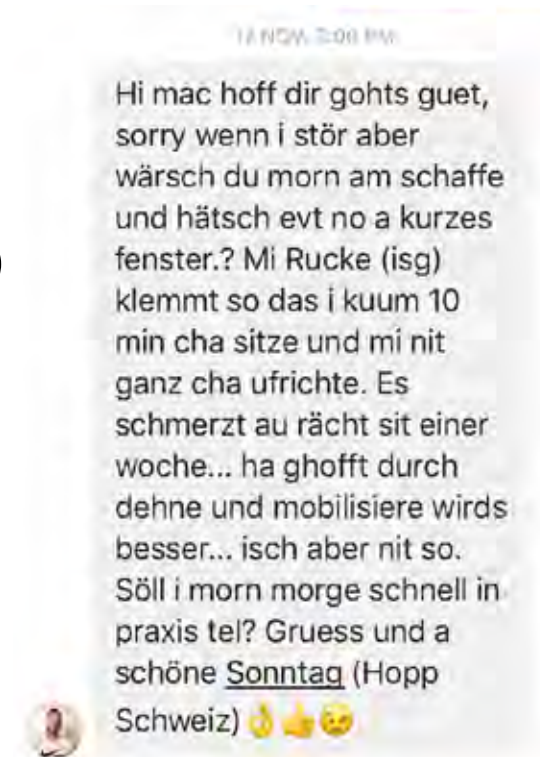 NOV, PM
Hi mac hoff dir gohts guet,
sorry wenn i stör aber
wärsch du morn am schaffe
und hätsch evt no a kurzes
fenster.? Mi Rucke (isg)
klemmt so das i kuum 10
min cha sitze und mi nit
ganz cha ufrichte. Es
schmerzt au rächt sit einer
woche... ha ghofft durch
dehne und mobilisiere wirds
besser... isch aber nit so.
Söll i morn morge schnell in
praxis tel? Gruess und a
schöne Sonntag (Hopp
Schweiz) 👌👍😉